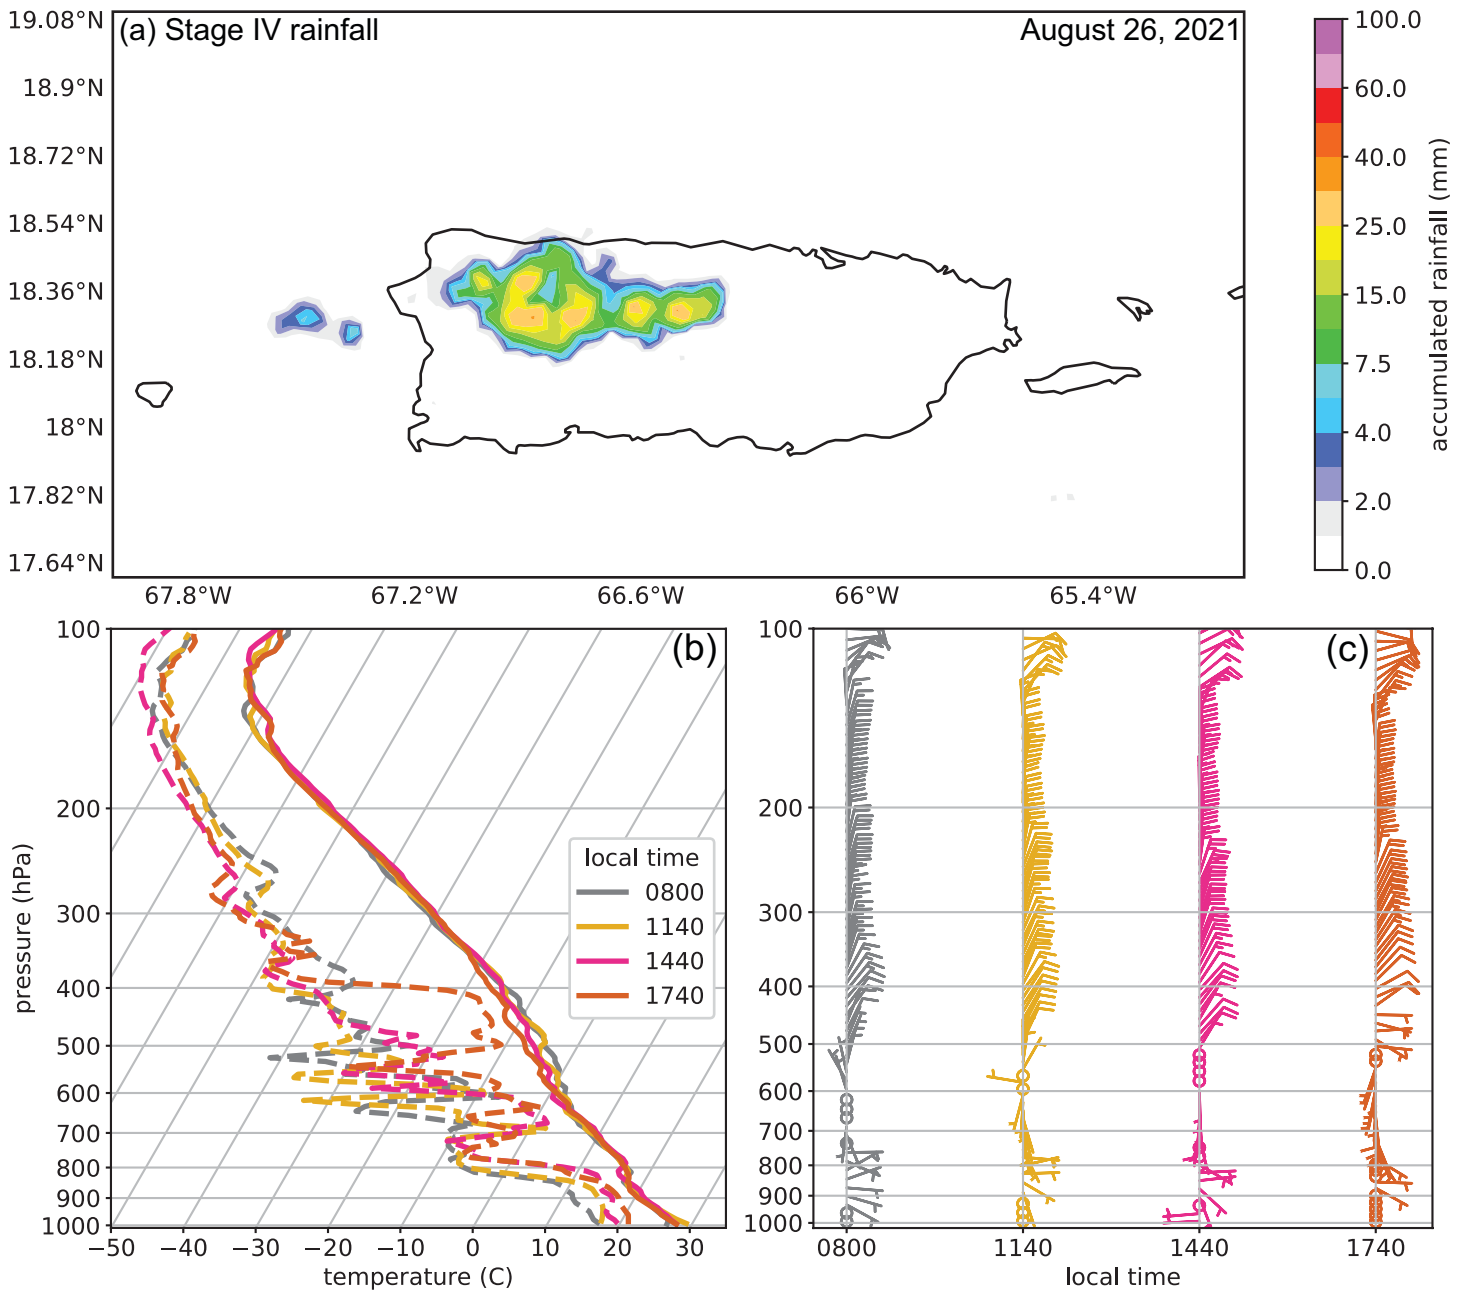 (a) Stage IV rainfall
August 26, 2021
19.08°N
18.9°N
18.72°N
18.54°N
18.36°N
18.18°N
18°N
17.82°N
17.64°N
67.8°W
67.2°W
66.6°W
66°W
65.4°W
100.0
60.0
40.0
25.0
15.0
7.5
4.0
2.0
0.0
accumulated rainfall (mm)
(b)
100
200
300
400
500
600
700
800
900
1000
pressure (hPa)
−50
−40
−30
−20
−10
0
10
20
30
temperature (C)
local time
0800
1140
1440
1740
(c)
100
200
300
400
500
600
700
800
900
1000
0800
1140
1440
1740
local time